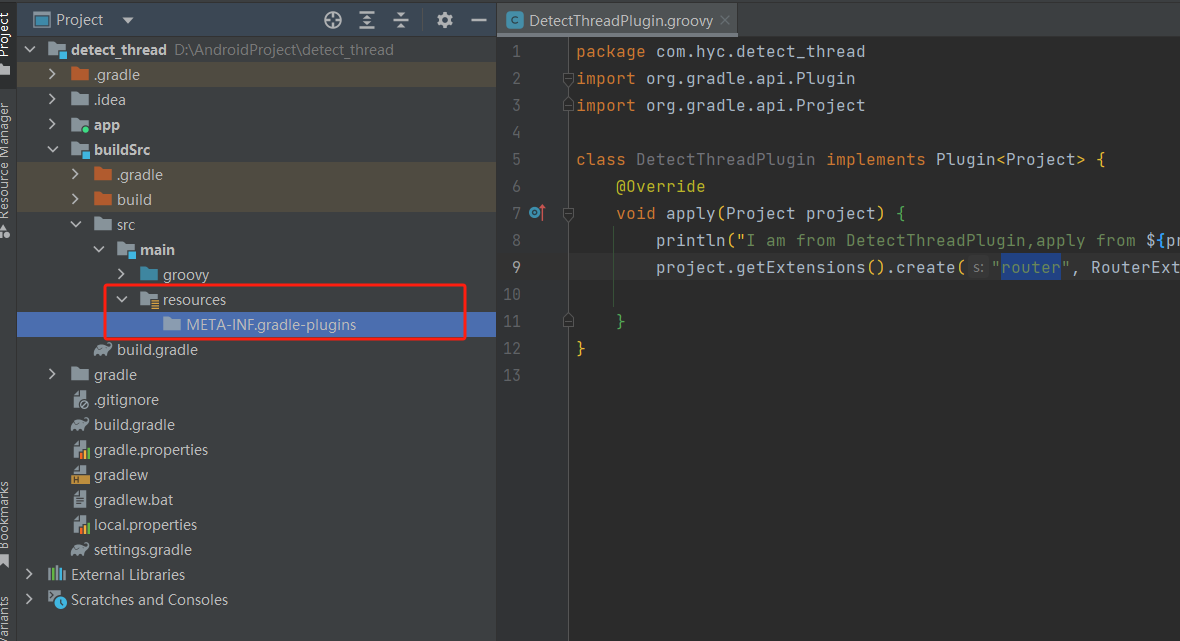 Project
detect_thread D:\AndroidProject\detect_thread
.gradle
.idea
app
buildSrc
.gradle
build
src
main
groovy
resources
META-INF.gradle-plugins
build.gradle
gradle
.gitignore
build.gradle
gradle.properties
gradlew
gradlew.bat
local.properties
settings.gradle
External Libraries
Scratches and Consoles
Project
Resource Manager
Bookmarks
DetectThreadPlugin.groovy
1 package com.hyc.detect_thread
2 import org.gradle.api.Plugin
3 import org.gradle.api.Project
4
5 class DetectThreadPlugin implements Plugin<Project> {
6 @Override
7 void apply(Project project) {
8 println("I am from DetectThreadPlugin,apply from ${pr
9 project.getExtensions().create( s: "router", RouterExt
10
11 }
12 }
13